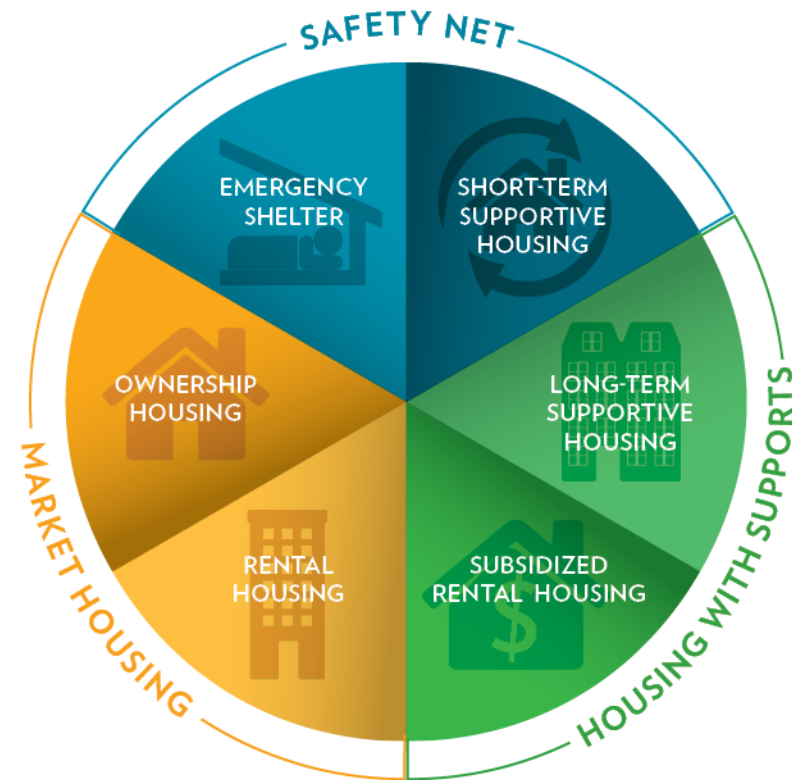 SAFETY NET
EMERGENCY
SHELTER
SHORT-TERM
SUPPORTIVE
HOUSING
OWNERSHIP
HOUSING
LONG-TERM
SUPPORTIVE
HOUSING
RENTAL
HOUSING
SUBSIDIZED
RENTAL HOUSING
$
MARKET HOUSING
HOUSING WITH SUPPORTS